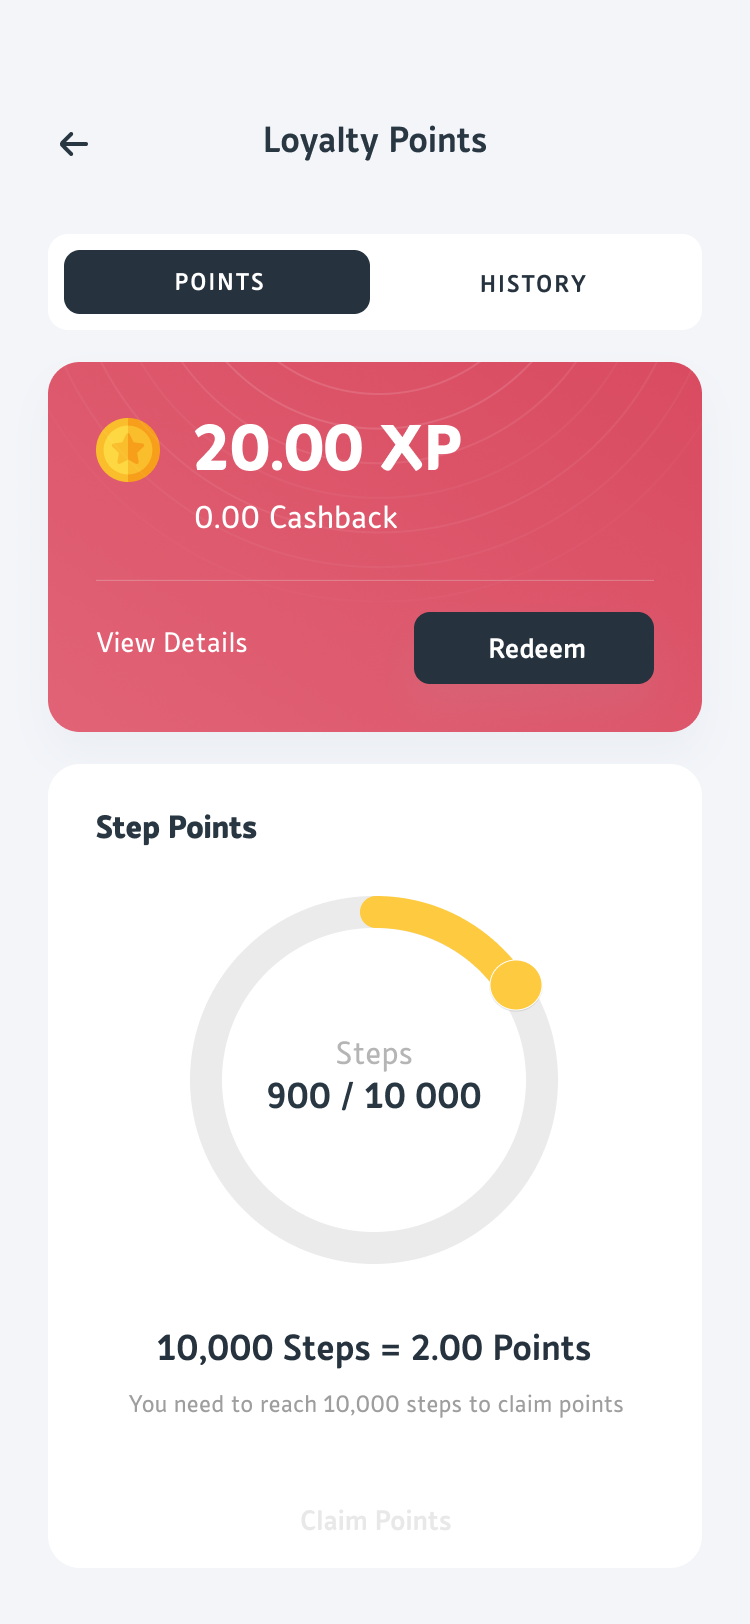 Loyalty Points
POINTS
HISTORY
20.00 XP
0.00 Cashback
View Details
Redeem
Step Points
Steps
900 / 10 000
10,000 Steps = 2.00 Points
You need to reach 10,000 steps to claim points
Claim Points